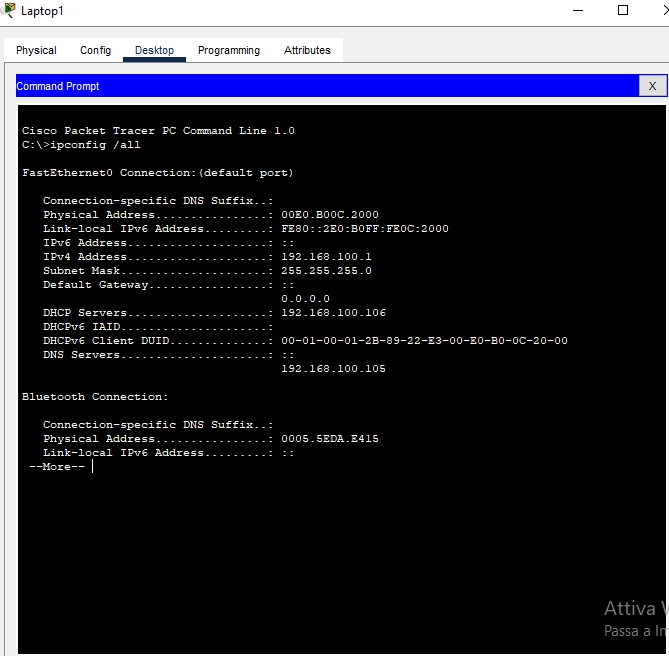 Laptop1
Physical Config Desktop Programming Attributes
Command Prompt X
Cisco Packet Tracer PC Command Line 1.0
C:\>ipconfig /all
FastEthernet0 Connection:(default port)
Connection-specific DNS Suffix..:
Physical Address................: 00E0.B00C.2000
Link-local IPv6 Address.........: FE80::2E0:B0FF:FE0C:2000
IPv6 Address....................: ::
IPv4 Address....................: 192.168.100.1
Subnet Mask.....................: 255.255.255.0
Default Gateway.................: ::
0.0.0.0
DHCP Servers....................: 192.168.100.106
DHCPv6 IAID.....................:
DHCPv6 Client DUID..............: 00-01-00-01-2B-89-22-E3-00-E0-B0-0C-20-00
DNS Servers.....................: ::
192.168.100.105
Bluetooth Connection:
Connection-specific DNS Suffix..:
Physical Address................: 0005.5EDA.E415
Link-local IPv6 Address.........: ::
--More--
Attiva
Passa a